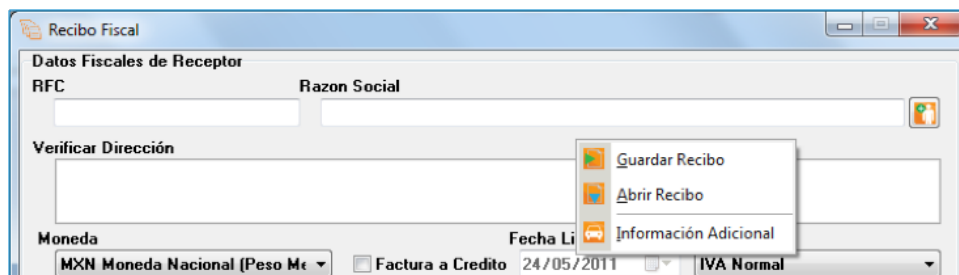 Recibo Fiscal
Datos Fiscales de Receptor
RFC Razon Social
Verificar Dirección
Guardar Recibo
Abrir Recibo
Información Adicional
Moneda Fecha Li
MXN Moneda Nacional (Peso Me Factura a Credito 24/05/2011 IVA Normal